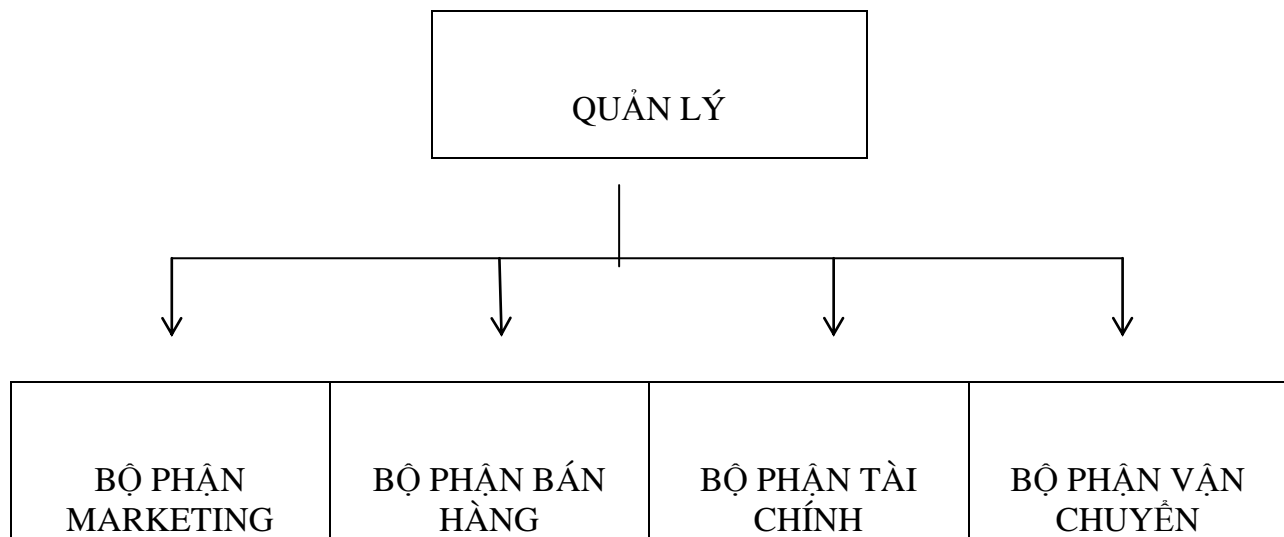 QUẢN LÝ
BỘ PHẬN
MARKETING
BỘ PHẬN BÁN
HÀNG
BỘ PHẬN TÀI
CHÍNH
BỘ PHẬN VẬN
CHUYỂN